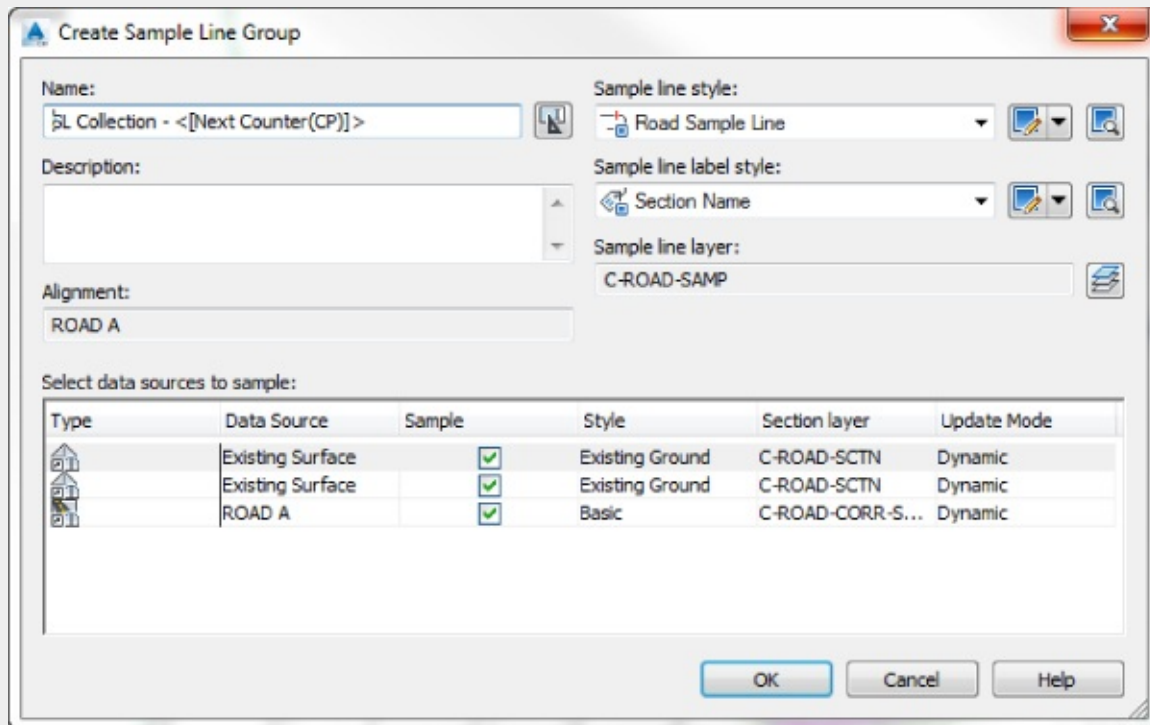 Create Sample Line Group
Name:
SL Collection - <[Next Counter(CP)]>
Description:
Alignment:
ROAD A
Sample line style:
Road Sample Line
Sample line label style:
Section Name
Sample line layer:
C-ROAD-SAMP
Select data sources to sample:
Type Data Source Sample Style Section layer Update Mode
Existing Surface Existing Ground C-ROAD-SCTN Dynamic
Existing Surface Existing Ground C-ROAD-SCTN Dynamic
ROAD A Basic C-ROAD-CORR-S... Dynamic
OK Cancel Help